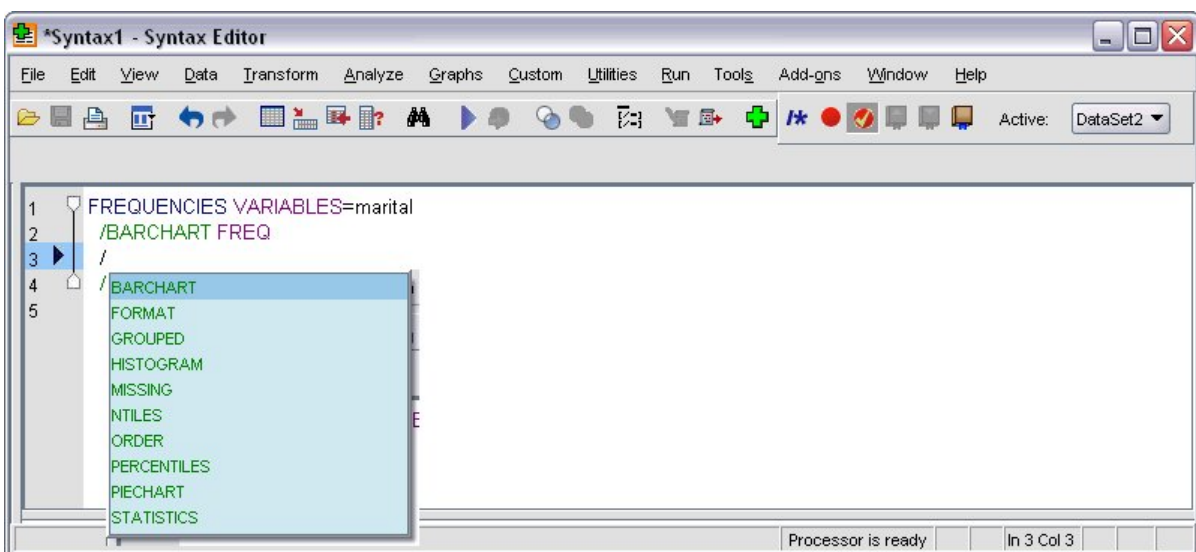 *Syntax1 - Syntax Editor
File Edit View Data Transform Analyze Graphs Custom Utilities Run Tools Add-ons Window Help
Active: DataSet2
1 FREQUENCIES VARIABLES=marital
2 /BARCHART FREQ
3 /
4 /
5
BARCHART
FORMAT
GROUPED
HISTOGRAM
MISSING
NTILES
ORDER
PERCENTILES
PIECHART
STATISTICS
Processor is ready In 3 Col 3